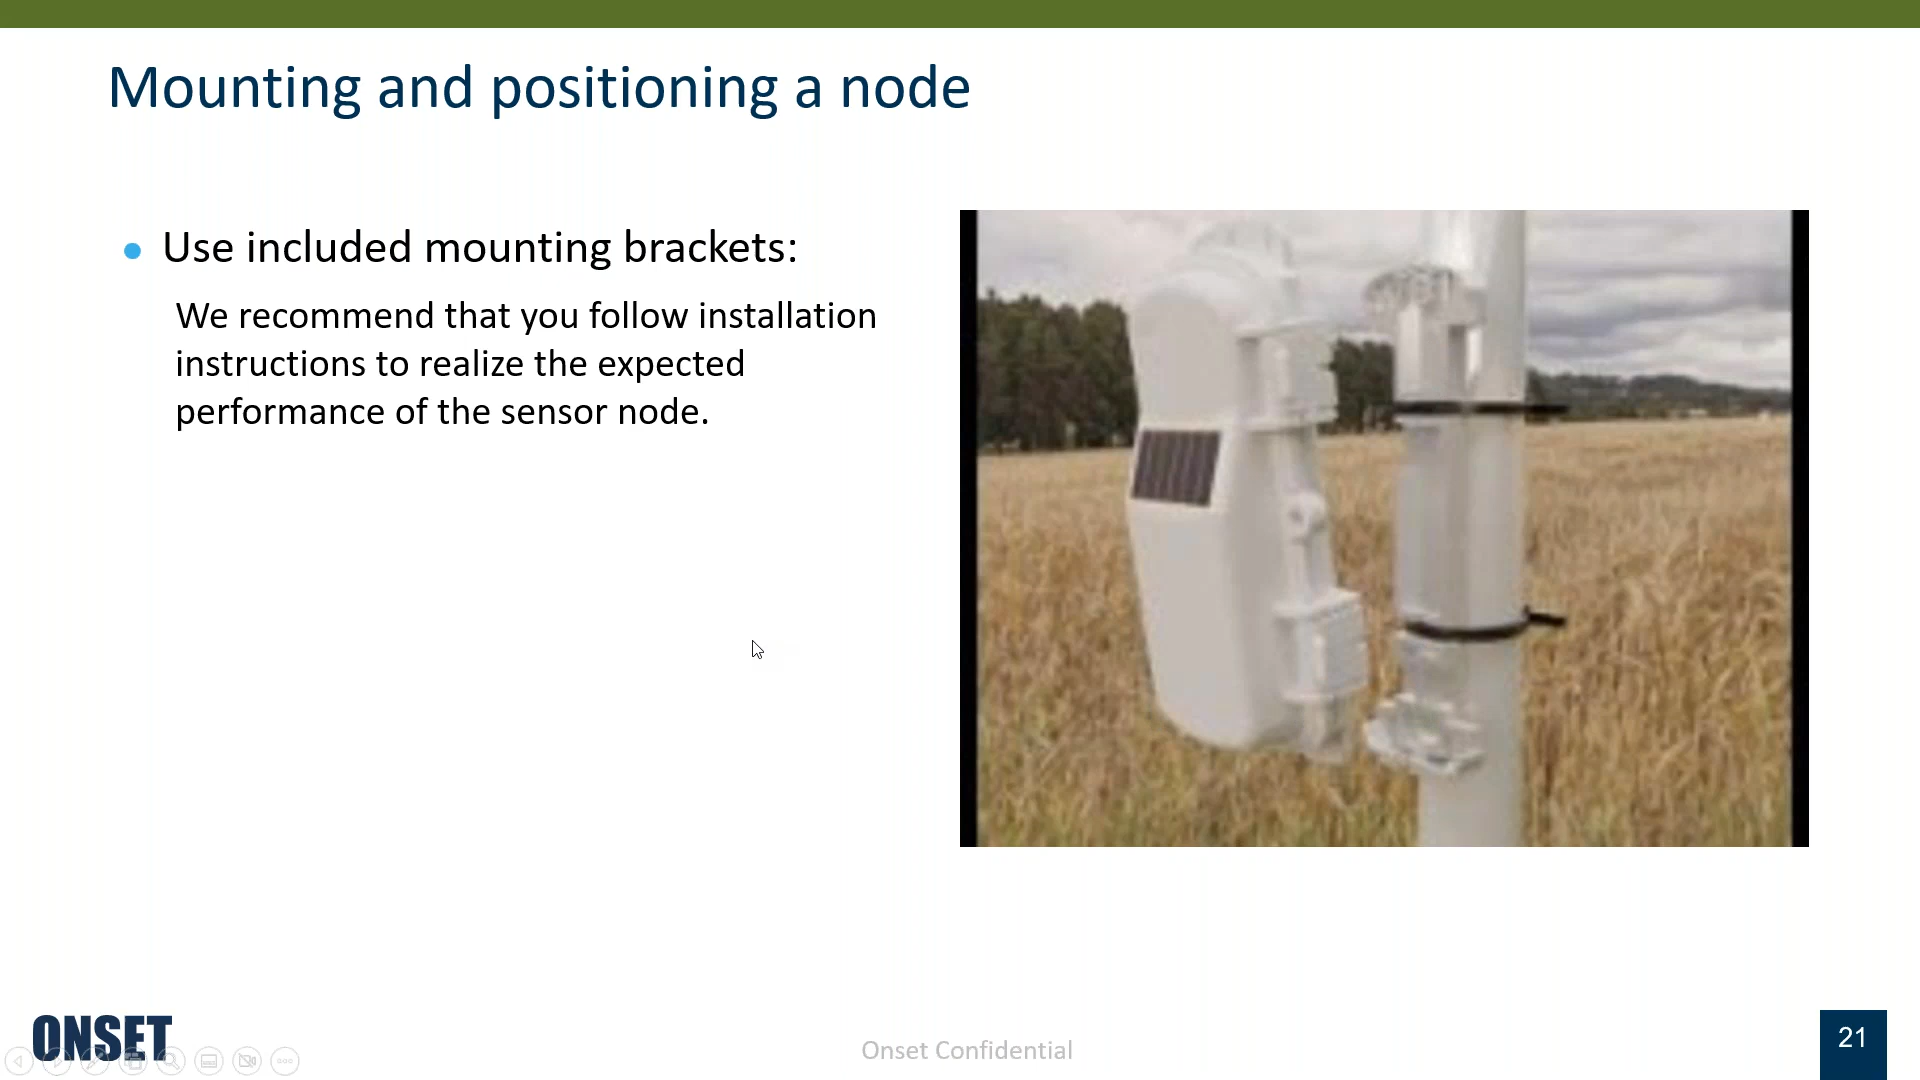 Mounting and positioning a node
Use included mounting brackets:
We recommend that you follow installation
instructions to realize the expected
performance of the sensor node.
ONSET
Onset Confidential
21